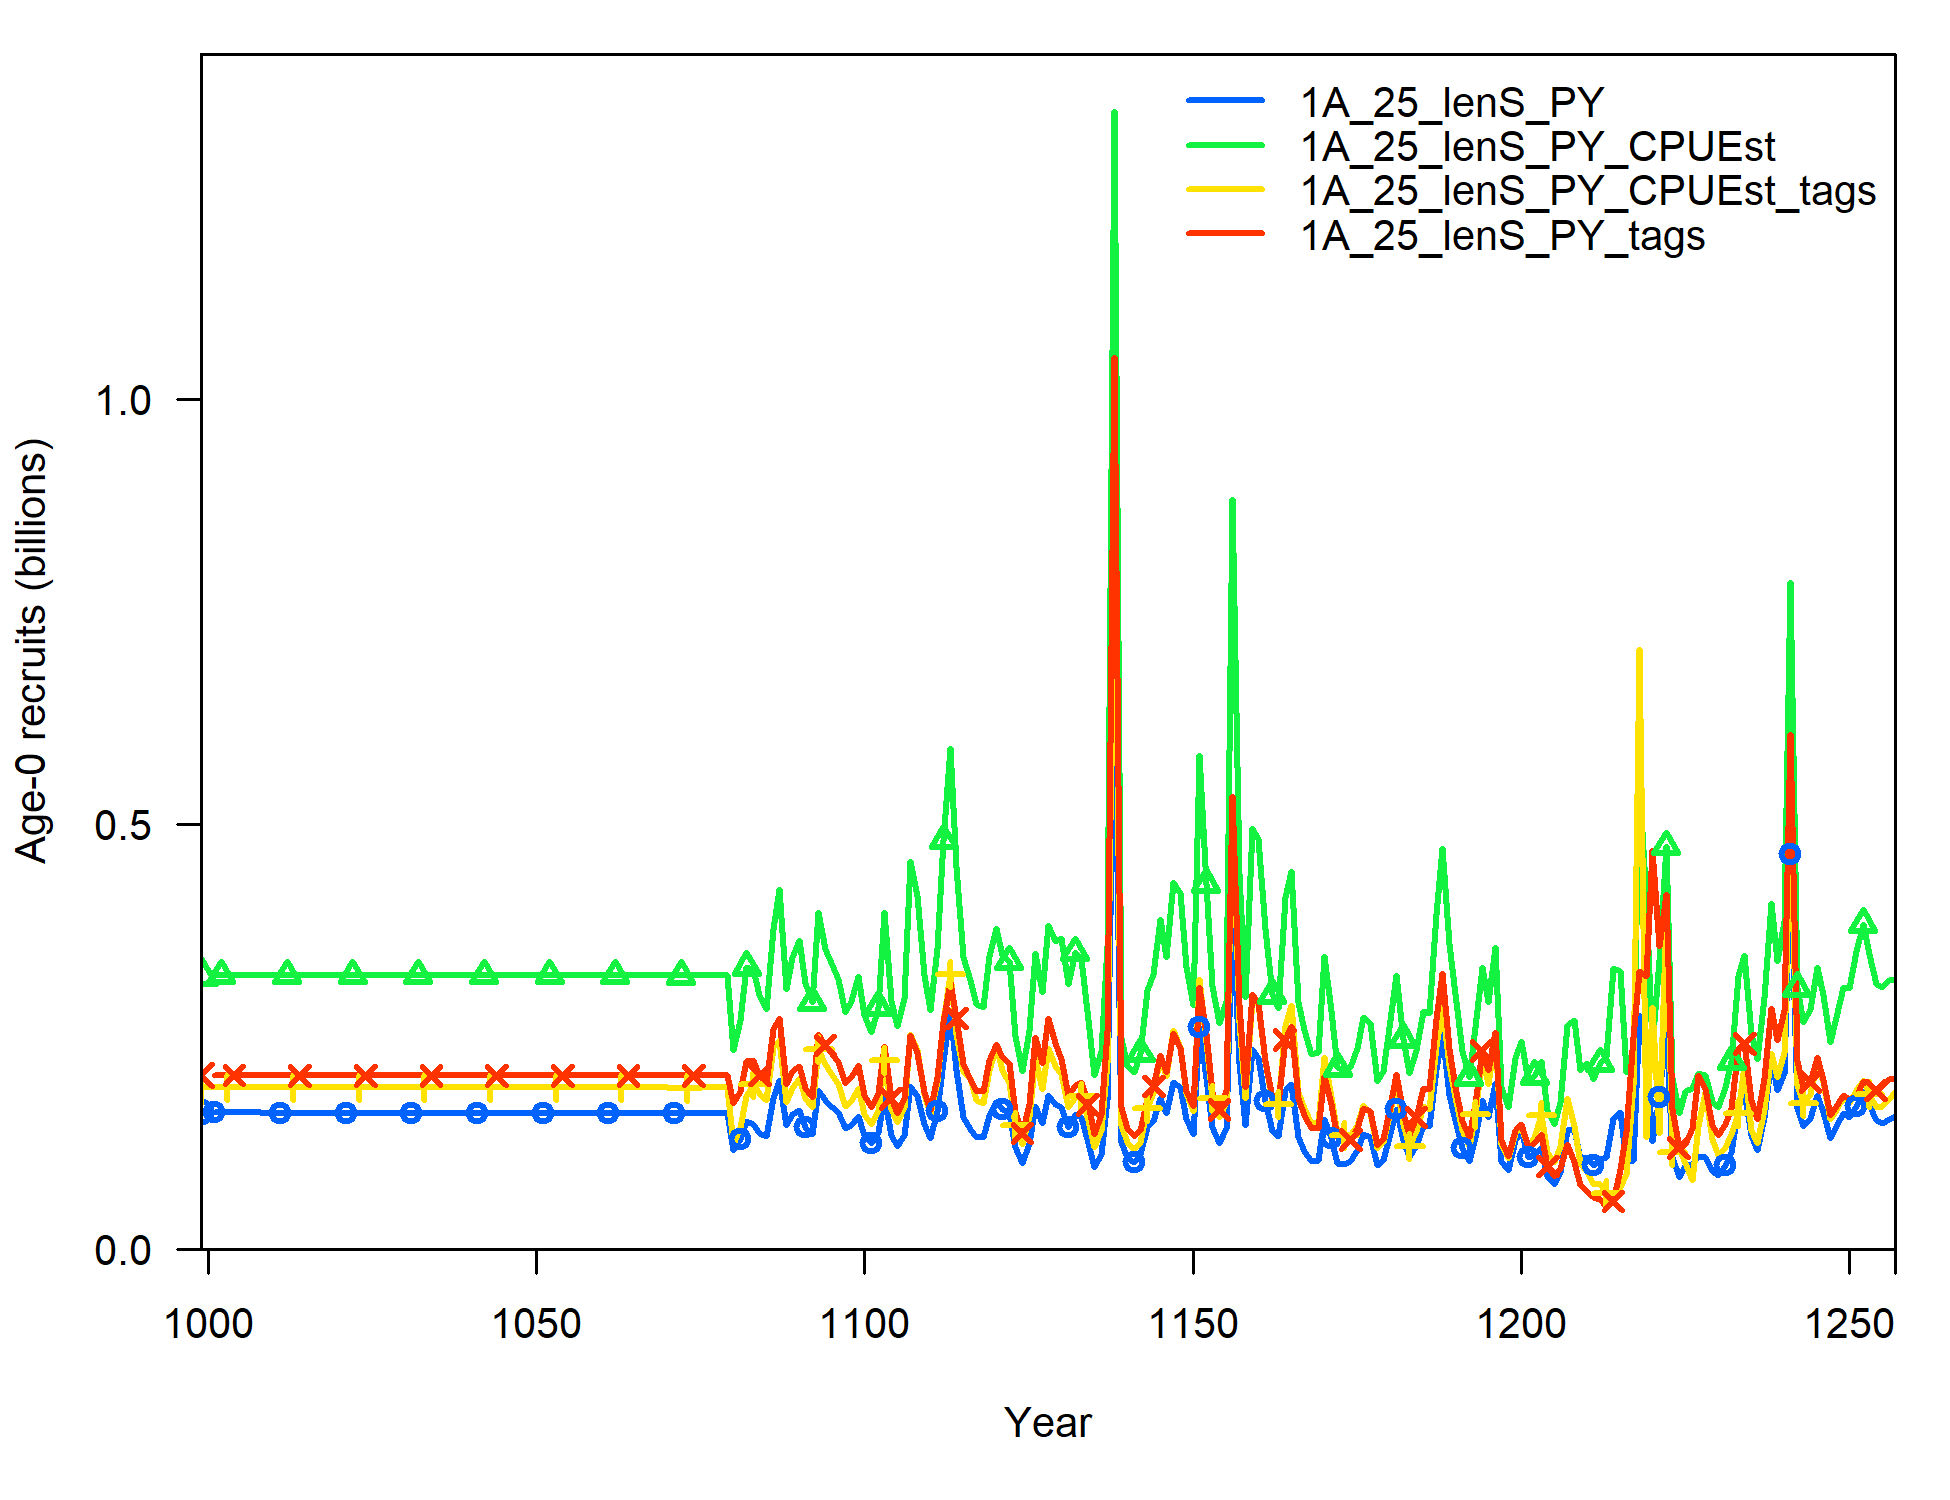 1A_25_lenS_PY
1A_25_lenS_PY_CPUEst
1A_25_lenS_PY_CPUEst_tags
1A_25_lenS_PY_tags
Age-0 recruits (billions)
1.0
0.5
0.0
1000 1050 1100 1150 1200 1250
Year